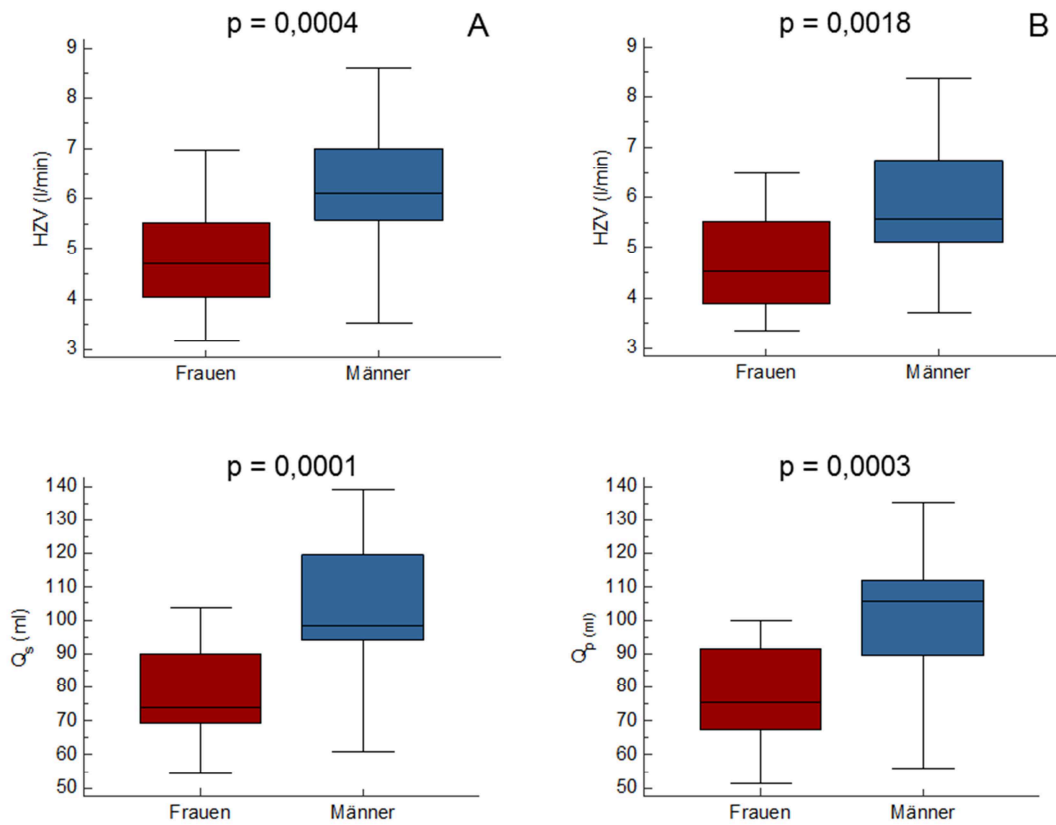 p = 0,0004
A
HZV (l/min)
9
8
7
6
5
4
3
Frauen
Männer
p = 0,0018
B
HZV (l/min)
9
8
7
6
5
4
3
Frauen
Männer
p = 0,0001
Qs (ml)
140
130
120
110
100
90
80
70
60
50
Frauen
Männer
p = 0,0003
Qp (ml)
140
130
120
110
100
90
80
70
60
50
Frauen
Männer